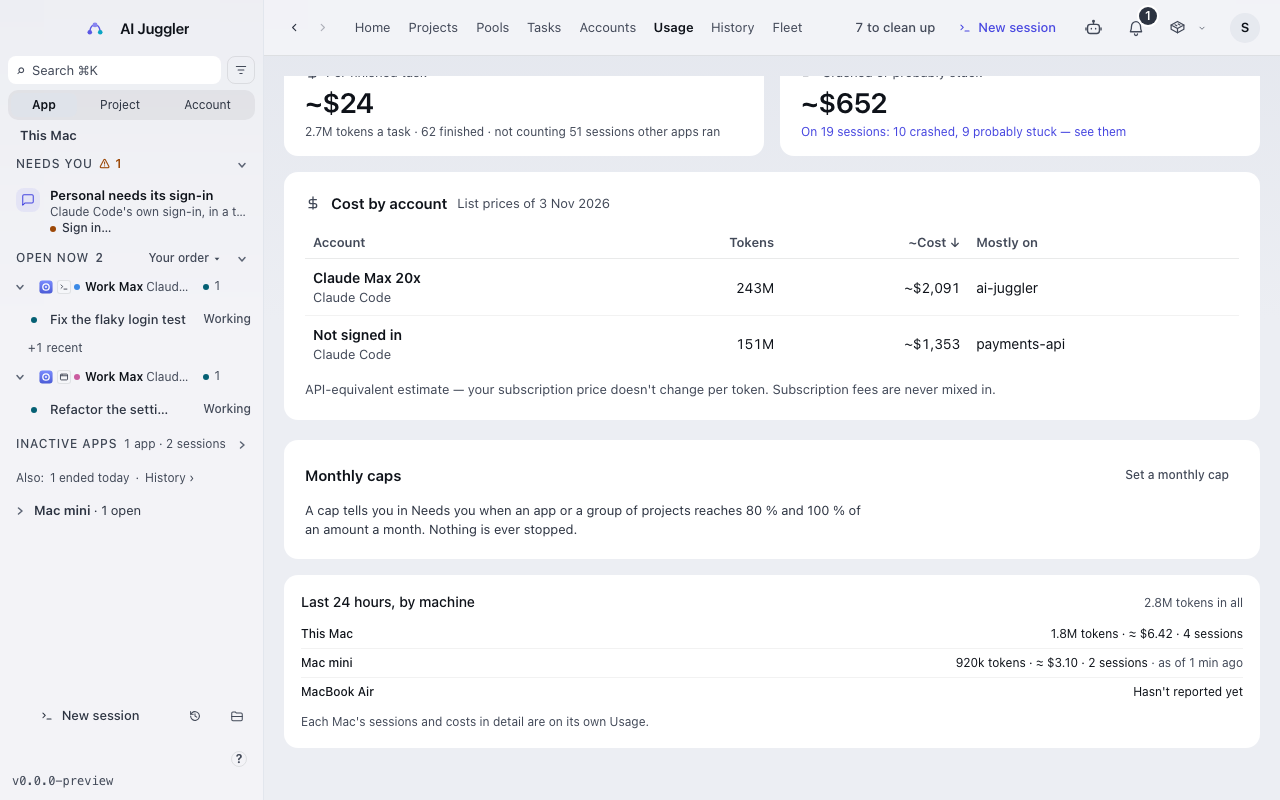 AI Juggler
Search ⌘K
App Project Account
This Mac
NEEDS YOU 1
Personal needs its sign-in
Claude Code's own sign-in, in a t…
Sign in…
OPEN NOW 2 Your order
Work Max Claud… 1
Fix the flaky login test Working
+1 recent
Work Max Claud… 1
Refactor the setti… Working
INACTIVE APPS 1 app · 2 sessions
Also: 1 ended today · History ›
Mac mini · 1 open
New session
?
v0.0.0-preview
Home Projects Pools Tasks Accounts Usage History Fleet 7 to clean up New session 1 S
~$24
2.7M tokens a task · 62 finished · not counting 51 sessions other apps ran
~$652
On 19 sessions: 10 crashed, 9 probably stuck — see them
$ Cost by account List prices of 3 Nov 2026
Account Tokens ~Cost ↓ Mostly on
Claude Max 20x
Claude Code
243M ~$2,091 ai-juggler
Not signed in
Claude Code
151M ~$1,353 payments-api
API-equivalent estimate — your subscription price doesn't change per token. Subscription fees are never mixed in.
Monthly caps Set a monthly cap
A cap tells you in Needs you when an app or a group of projects reaches 80 % and 100 % of
an amount a month. Nothing is ever stopped.
Last 24 hours, by machine 2.8M tokens in all
This Mac 1.8M tokens · ≈ $6.42 · 4 sessions
Mac mini 920k tokens · ≈ $3.10 · 2 sessions · as of 1 min ago
MacBook Air Hasn't reported yet
Each Mac's sessions and costs in detail are on its own Usage.